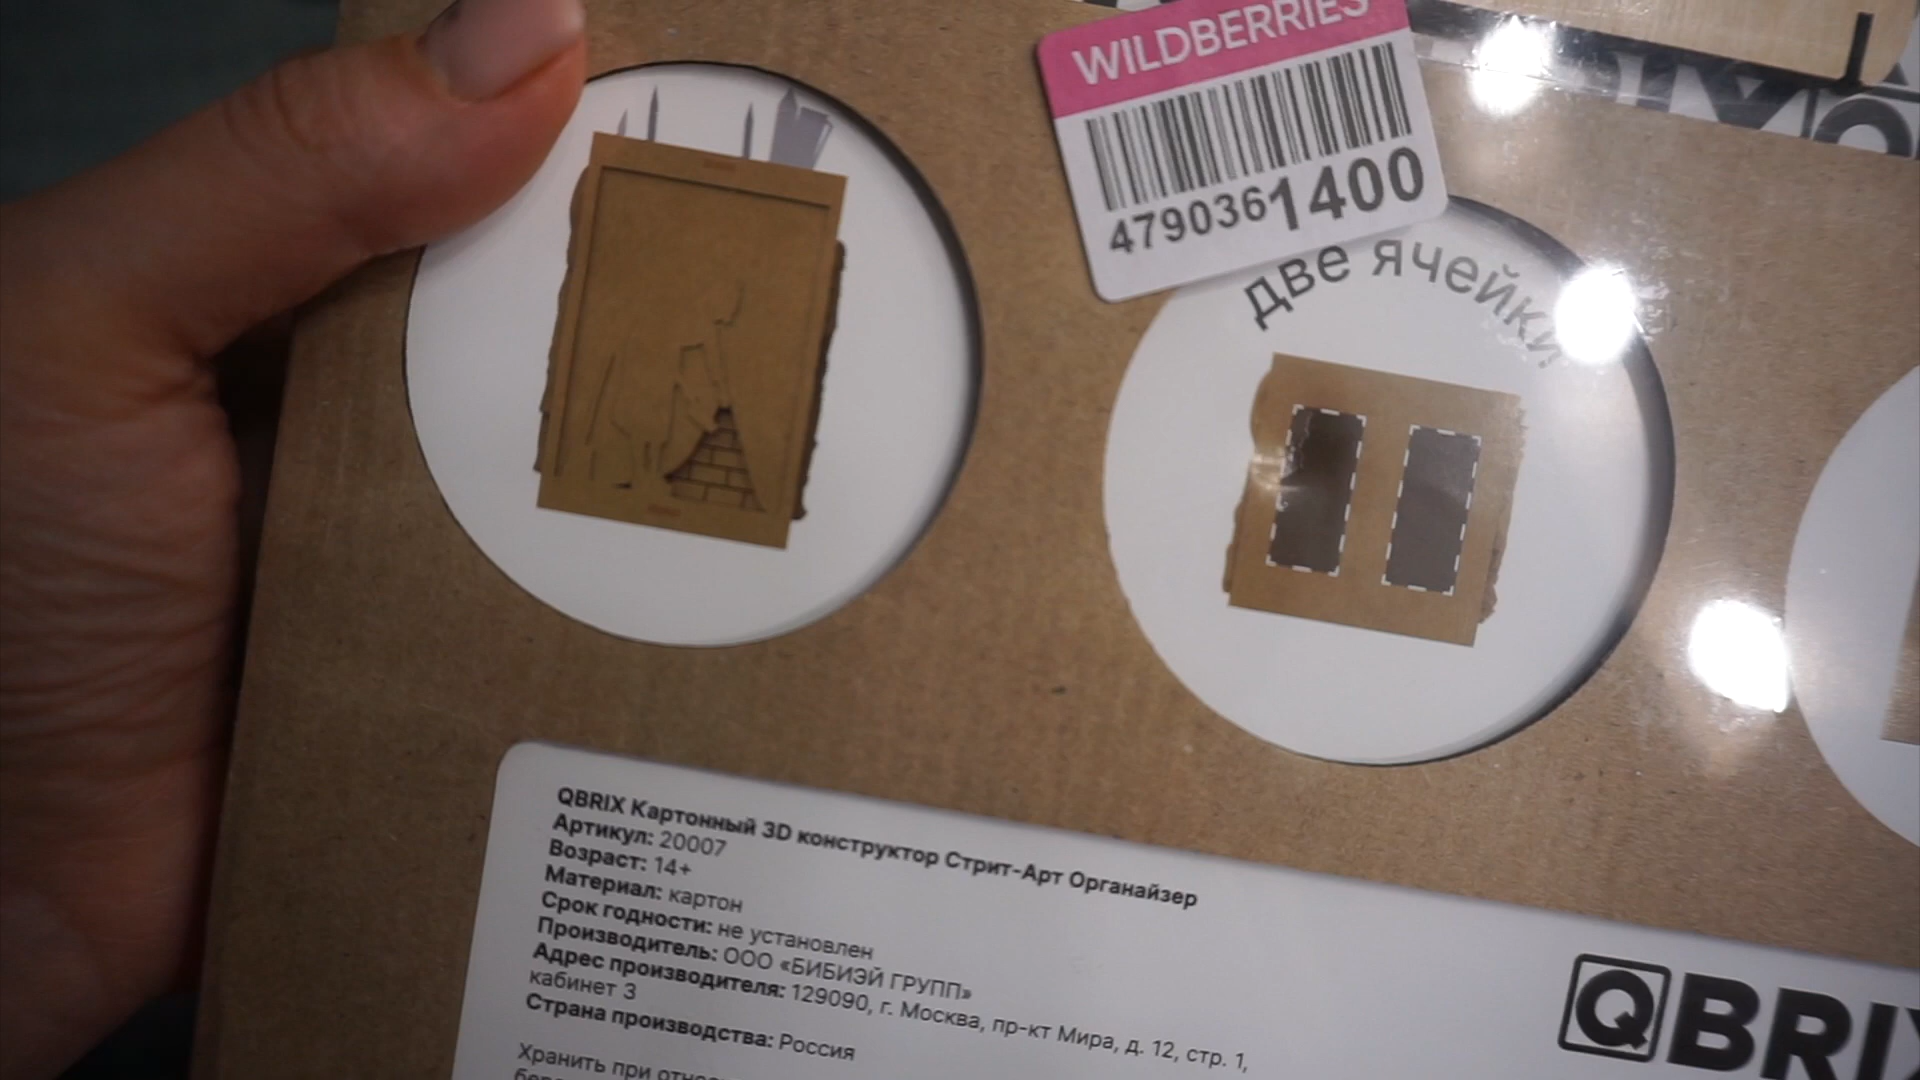 WILDBERRIES
4790361400
Две ячейки
QBRIX Картонный 3D конструктор Стрит-Арт Органайзер
Артикул: 20007
Возраст: 14+
Материал: картон
Срок годности: не установлен
Производитель: ООО «БИБИЭЙ ГРУПП»
Адрес производителя: 129090, г. Москва, пр-кт Мира, д. 12, стр. 1,
кабинет 3
Страна производства: Россия
Хранить при
QBRIX